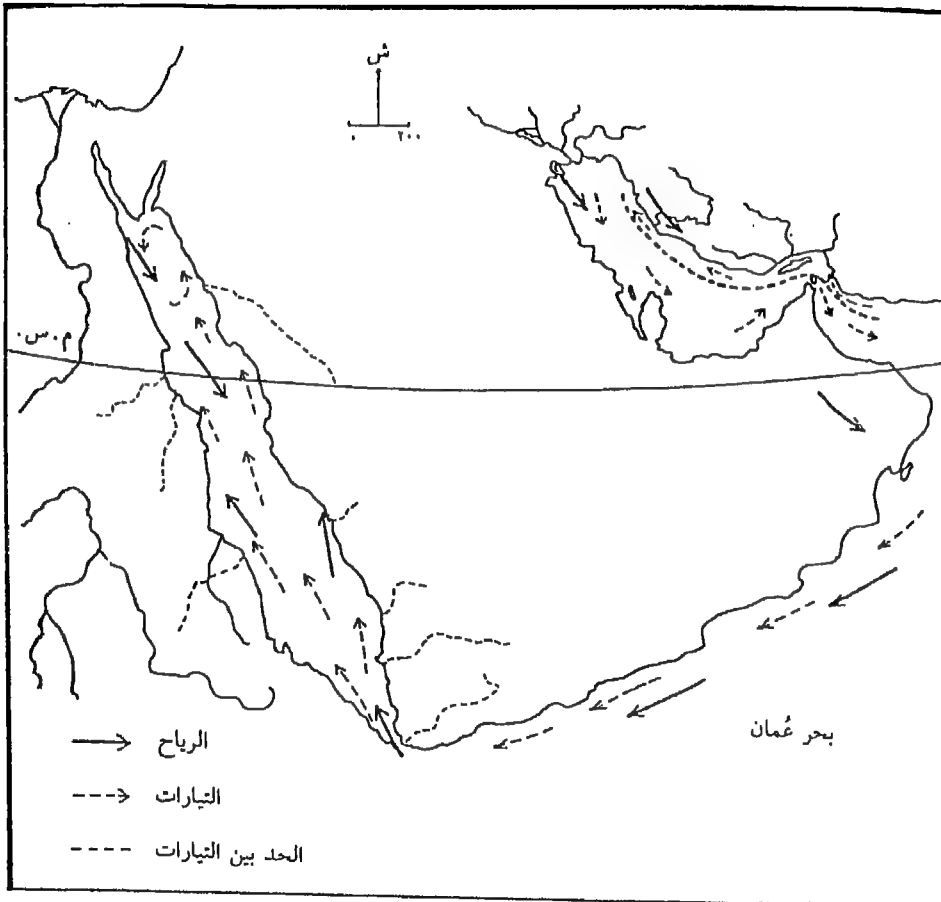 ش
٠ ٢٠٠
م.س.
بحر عُمان
الرياح
التيارات
الحد بين التيارات